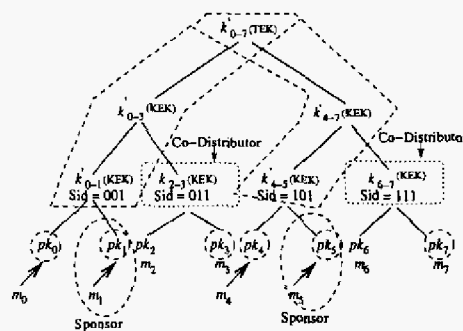 k'0-7(TEK)
k'0-3(KEK)
k'4-7(KEK)
Co-Distributor
Co-Distributo
k'0-1(KEK)
k2-3(KEK)
k'4-5(KEK)
k6-7(KEK)
Sid = 001
Sid = 011
Sid = 101
Sid = 111
pk0
pk1
pk2
pk3
pk4
pk5
pk6
pk7
m2
m3
m6
m7
m0
m1
m4
m5
Sponsor
Sponsor